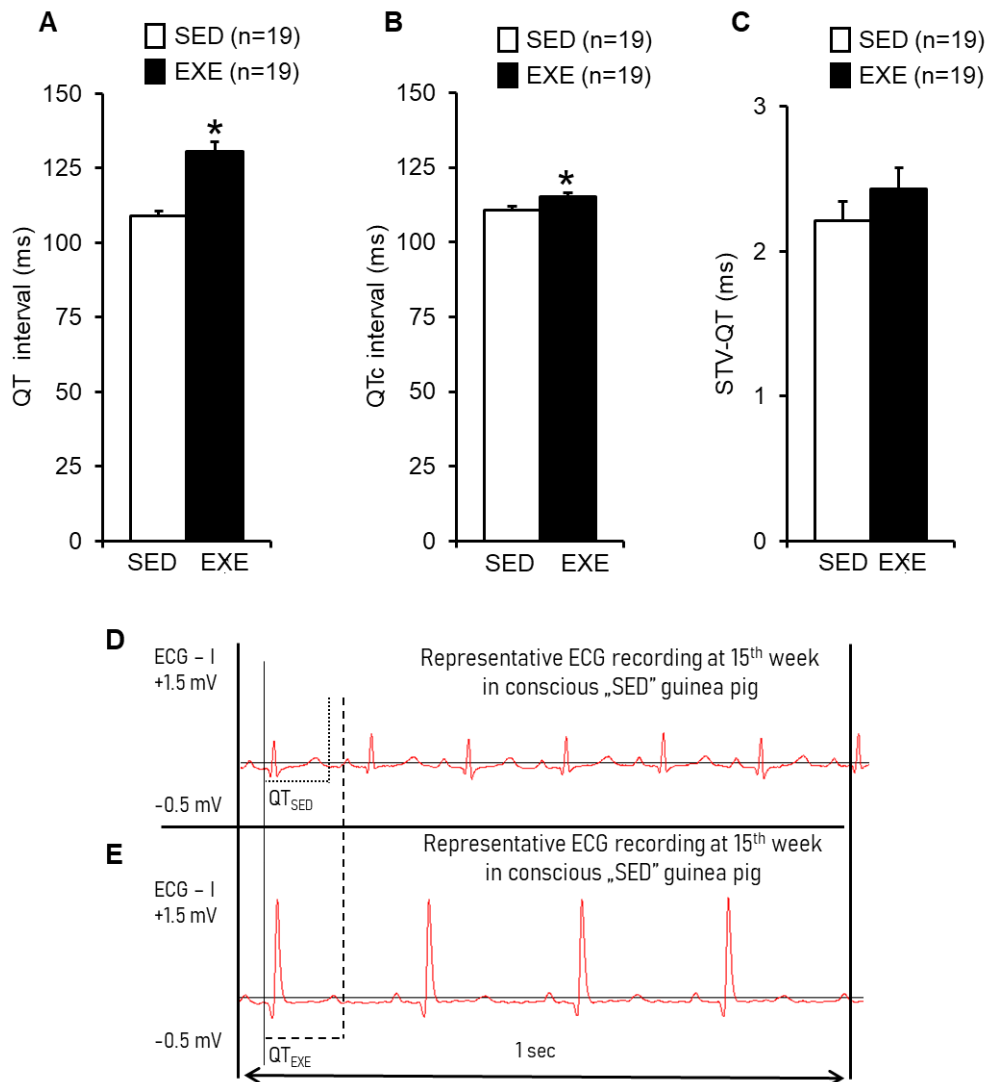 A
SED (n=19)
EXE (n=19)
150
125
100
75
50
25
0
QT interval (ms)
*
SED EXE
B
SED (n=19)
EXE (n=19)
150
125
100
75
50
25
0
QTc interval (ms)
*
SED EXE
C
SED (n=19)
EXE (n=19)
3
2
1
0
STV-QT (ms)
SED EXE
D
ECG – I
+1.5 mV
Representative ECG recording at 15th week
in conscious „SED” guinea pig
-0.5 mV
QTSED
E
ECG – I
+1.5 mV
Representative ECG recording at 15th week
in conscious „SED” guinea pig
-0.5 mV
QTEXE
1 sec